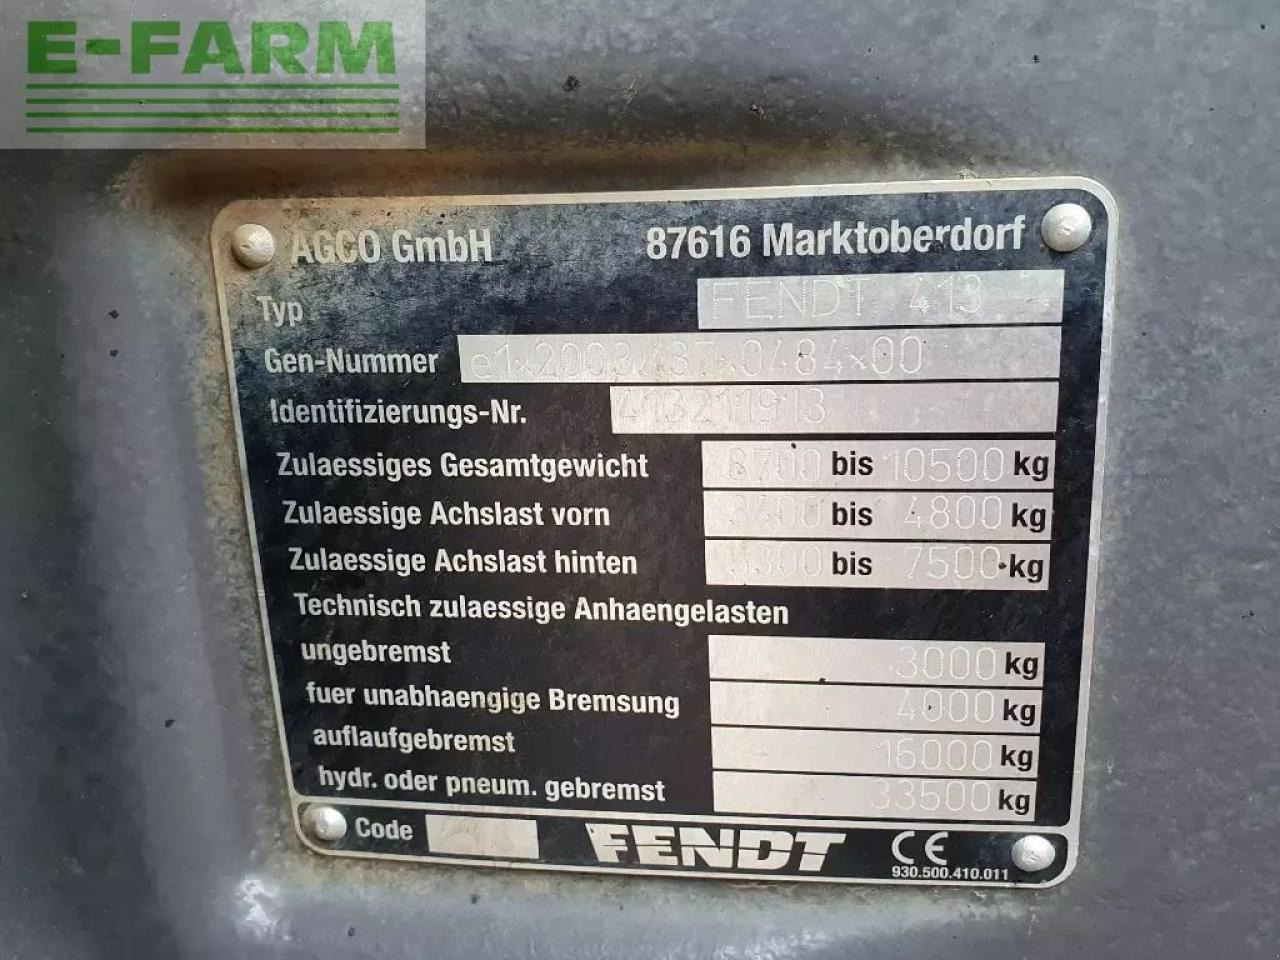 E-FARM
AGCO GmbH 87616 Marktoberdorf
Typ FENDT 413
Gen-Nummer e1*2003/37*0484*00
Identifizierungs-Nr. 413211913
Zulaessiges Gesamtgewicht 8700 bis 10500 kg
Zulaessige Achslast vorn 3400 bis 4800 kg
Zulaessige Achslast hinten bis 7500 kg
Technisch zulaessige Anhaengelasten
ungebremst 3000 kg
fuer unabhaengige Bremsung 4000 kg
auflaufgebremst 16000 kg
hydr. oder pneum. gebremst 33500 kg
Code FENDT CE
930.500.410.011